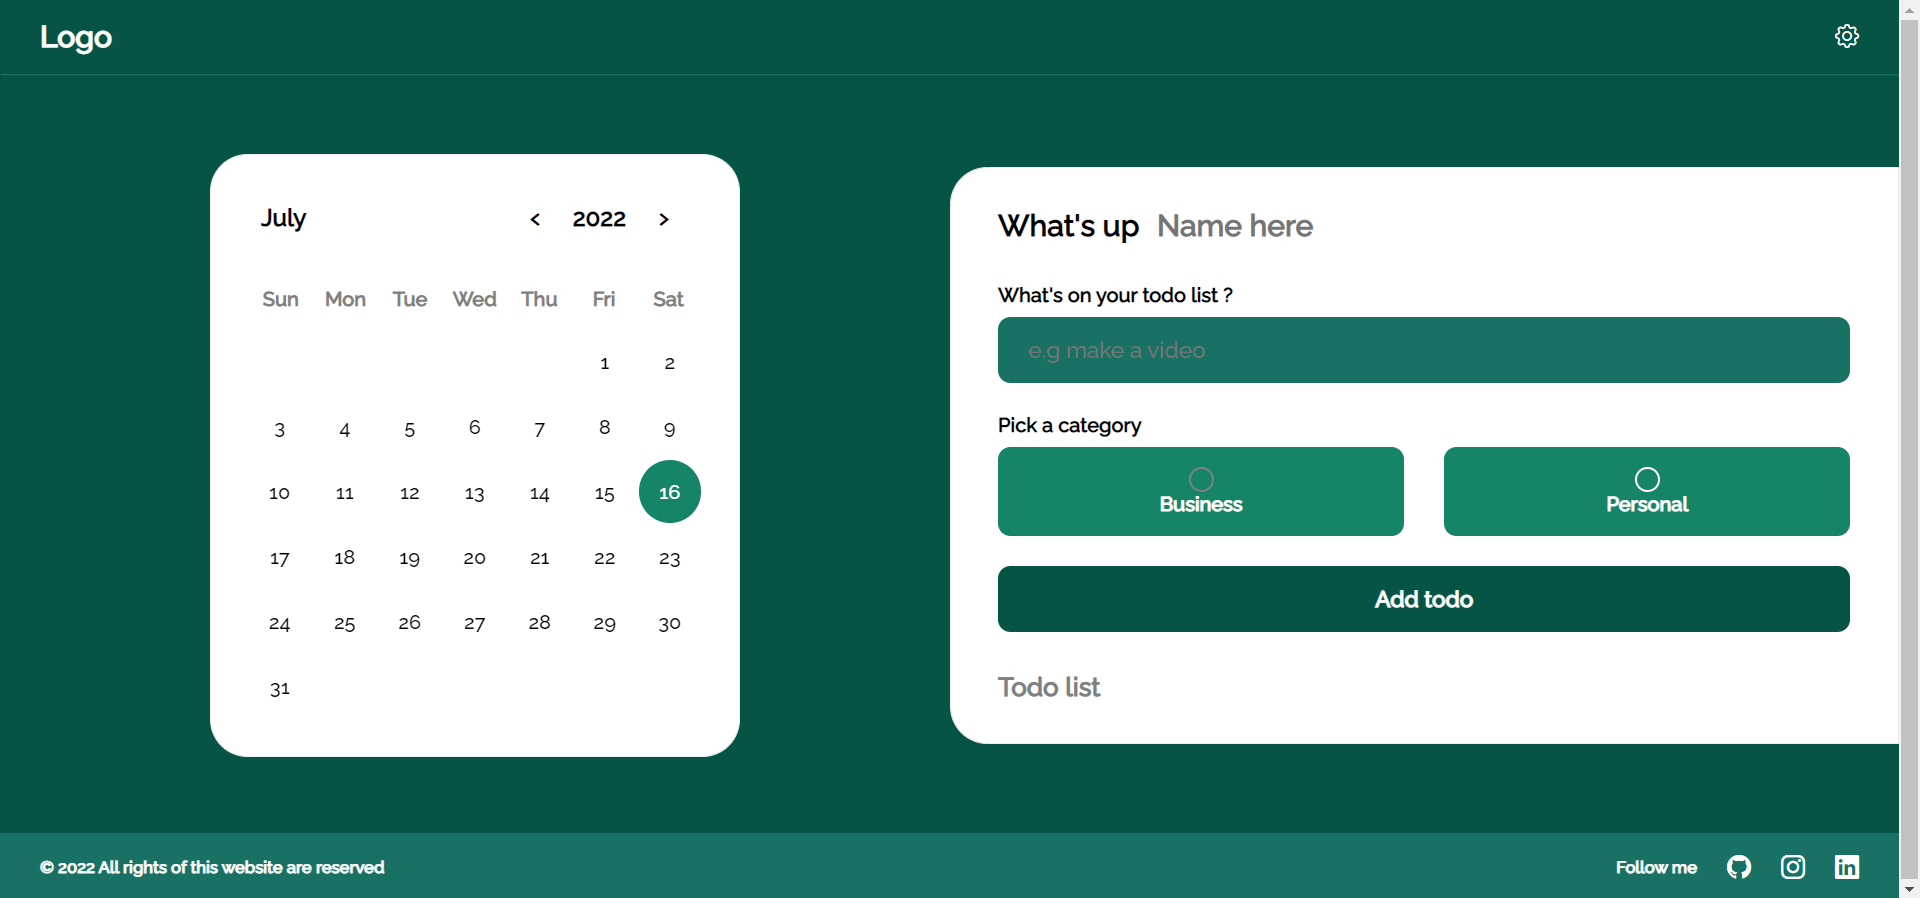 Logo
July < 2022 >
Sun Mon Tue Wed Thu Fri Sat
1 2
3 4 5 6 7 8 9
10 11 12 13 14 15 16
17 18 19 20 21 22 23
24 25 26 27 28 29 30
31
What's up Name here
What's on your todo list ?
e.g make a video
Pick a category
Business Personal
Add todo
Todo list
© 2022 All rights of this website are reserved
Follow me